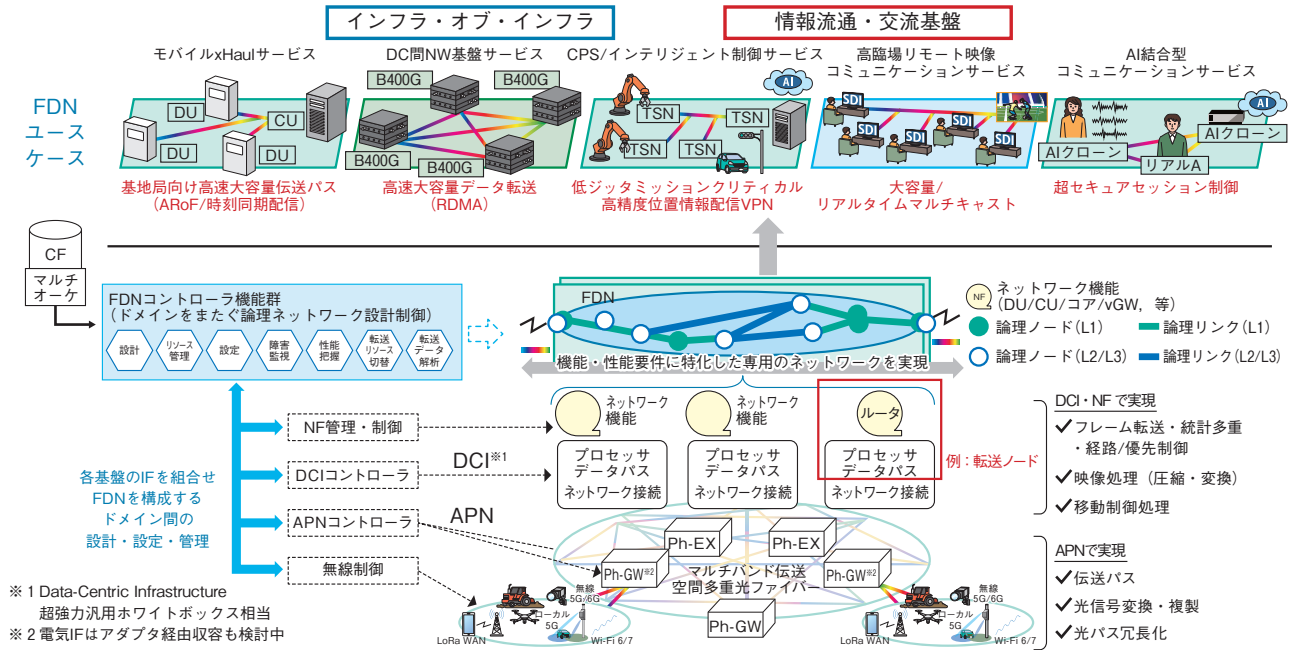 インフラ・オブ・インフラ
情報流通・交流基盤
FDN
ユース
ケース
モバイルxHaulサービス
DU
DU
CU
DU
基地局向け高速大容量伝送パス
(ARoF/時刻同期配信)
DC間NW基盤サービス
B400G
B400G
B400G
B400G
高速大容量データ転送
(RDMA)
CPS/インテリジェント制御サービス
AI
TSN
TSN
TSN
TSN
低ジッタミッションクリティカル
高精度位置情報配信VPN
高臨場リモート映像
コミュニケーションサービス
SDI
SDI
SDI
SDI
SDI
大容量/
リアルタイムマルチキャスト
AI結合型
コミュニケーションサービス
AI
AIクローン
AIクローン
リアルA
超セキュアセッション制御
CF
マルチ
オーケ
FDNコントローラ機能群
(ドメインをまたぐ論理ネットワーク設計制御)
設計
リソース
管理
設定
障害
監視
性能
把握
転送
リソース
切替
転送
データ
解析
FDN
機能・性能要件に特化した専用のネットワークを実現
NF
ネットワーク機能
(DU/CU/コア/vGW,等)
論理ノード(L1)
論理リンク(L1)
論理ノード(L2/L3)
論理リンク(L2/L3)
各基盤のIFを組合せ
FDNを構成する
ドメイン間の
設計・設定・管理
NF管理・制御
DCIコントローラ
APNコントローラ
無線制御
DCI※1
APN
ネットワーク
機能
ネットワーク
機能
ルータ
プロセッサ
データパス
ネットワーク接続
プロセッサ
データパス
ネットワーク接続
プロセッサ
データパス
ネットワーク接続
例:転送ノード
DCI・NFで実現
✓フレーム転送・統計多重
・経路/優先制御
✓映像処理(圧縮・変換)
✓移動制御処理
Ph-EX
Ph-EX
Ph-GW※2
Ph-GW※2
マルチバンド伝送
空間多重光ファイバー
Ph-GW
無線
5G/6G
ローカル
5G
LoRa WAN
Wi-Fi 6/7
無線
5G/6G
ローカル
5G
LoRa WAN
Wi-Fi 6/7
APNで実現
✓伝送パス
✓光信号変換・複製
✓光パス冗長化
※1 Data-Centric Infrastructure
超強力汎用ホワイトボックス相当
※2 電気IFはアダプタ経由収容も検討中